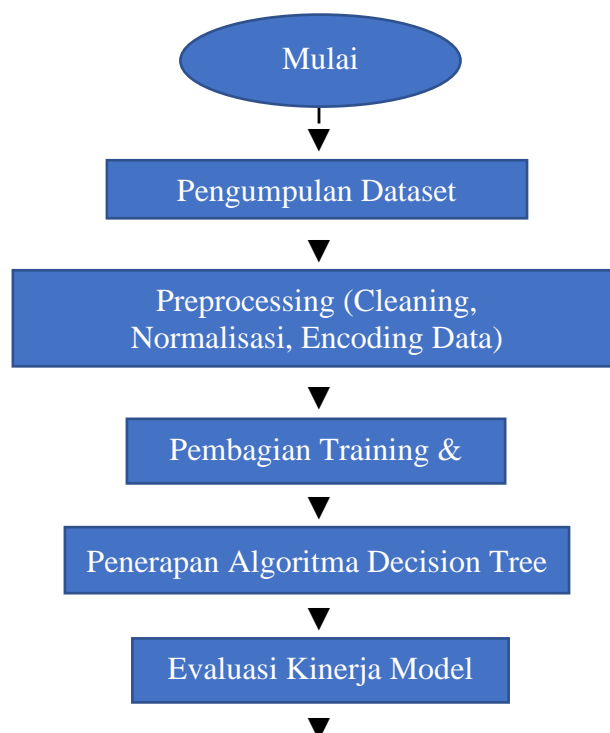 Mulai
Pengumpulan Dataset
Preprocessing (Cleaning,
Normalisasi, Encoding Data)
Pembagian Training &
Penerapan Algoritma Decision Tree
Evaluasi Kinerja Model